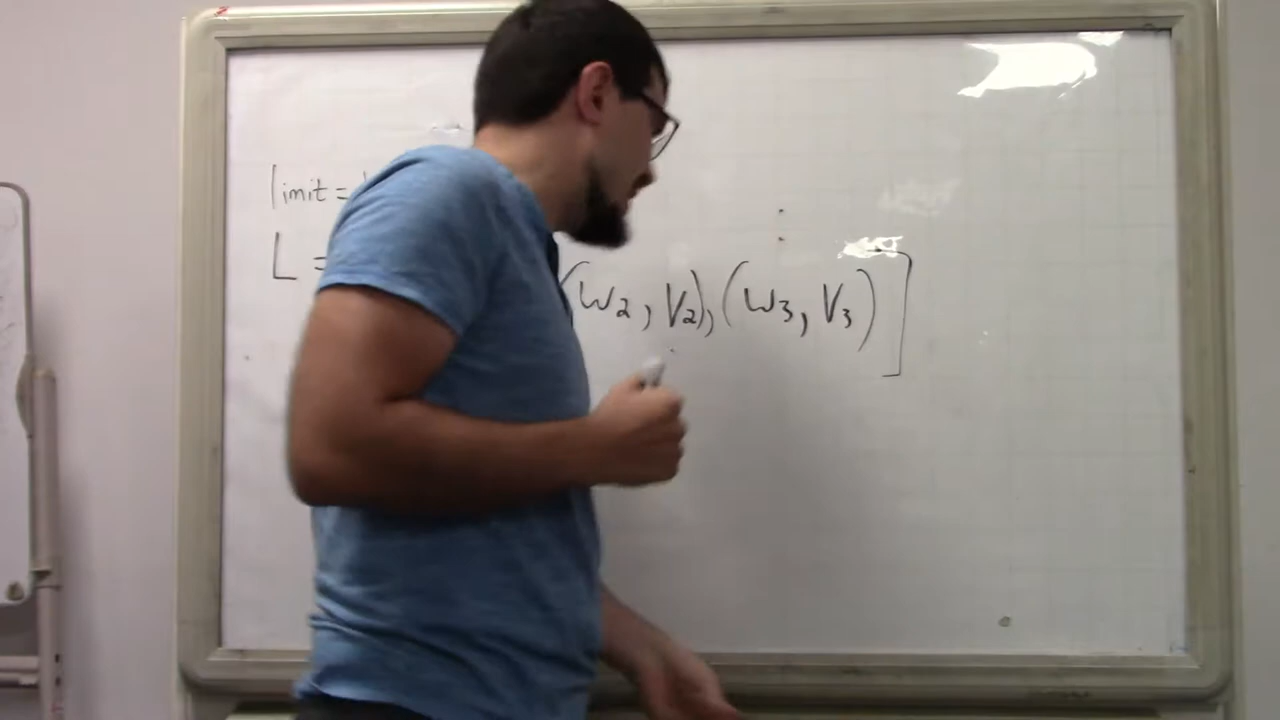 limit =
L = (W2, V2), (W3, V3)]